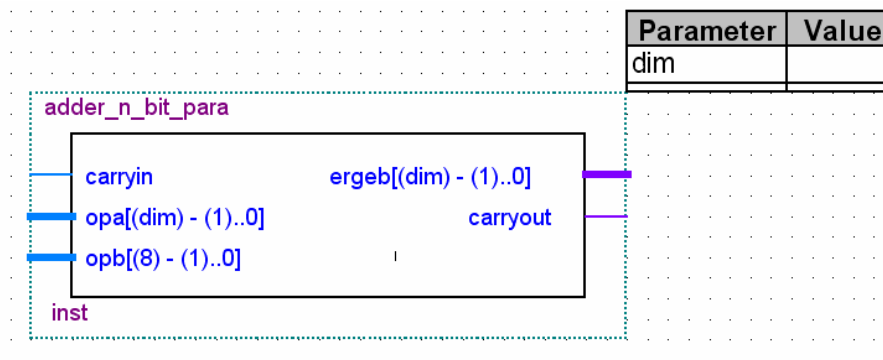 Parameter Value
dim
adder_n_bit_para
carryin ergeb[(dim) - (1)..0]
opa[(dim) - (1)..0] carryout
opb[(8) - (1)..0]
inst